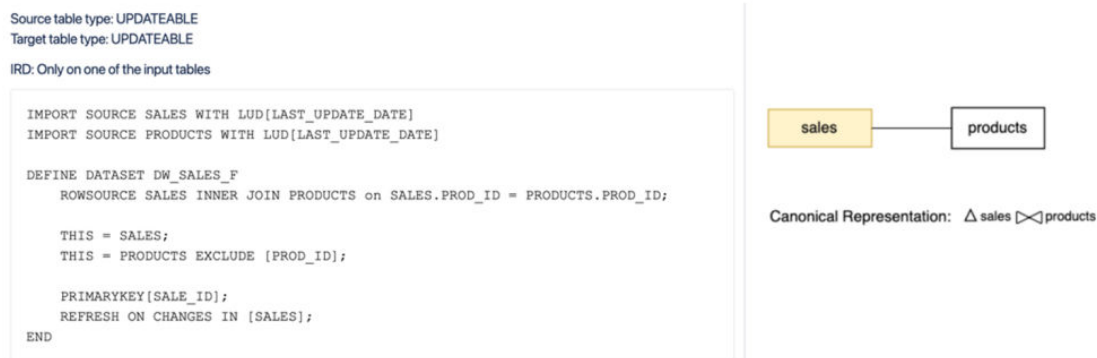 Source table type: UPDATEABLE
Target table type: UPDATEABLE
IRD: Only on one of the input tables
IMPORT SOURCE SALES WITH LUD[LAST_UPDATE_DATE]
IMPORT SOURCE PRODUCTS WITH LUD[LAST_UPDATE_DATE]
DEFINE DATASET DW_SALES_F
ROWSOURCE SALES INNER JOIN PRODUCTS on SALES.PROD_ID = PRODUCTS.PROD_ID;
THIS = SALES;
THIS = PRODUCTS EXCLUDE [PROD_ID];
PRIMARYKEY[SALE_ID];
REFRESH ON CHANGES IN [SALES];
END
sales
products
Canonical Representation: Δ sales ⋈ products